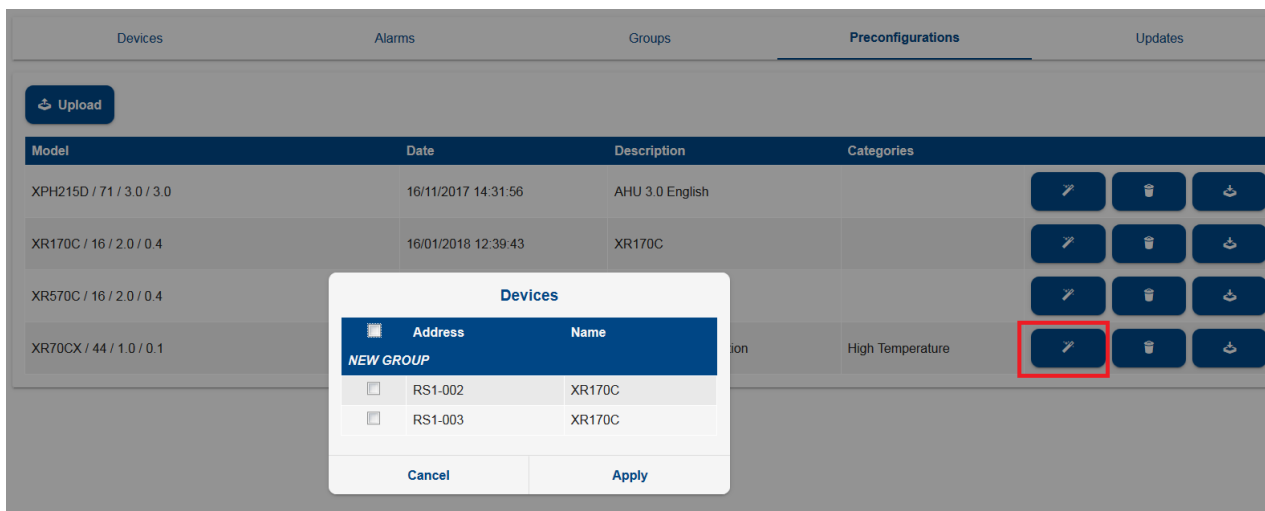 Devices Alarms Groups Preconfigurations Updates
Upload
Model Date Description Categories
XPH215D / 71 / 3.0 / 3.0 16/11/2017 14:31:56 AHU 3.0 English
XR170C / 16 / 2.0 / 0.4 16/01/2018 12:39:43 XR170C
XR570C / 16 / 2.0 / 0.4
XR70CX / 44 / 1.0 / 0.1 tion High Temperature
Devices
Address Name
NEW GROUP
RS1-002 XR170C
RS1-003 XR170C
Cancel Apply